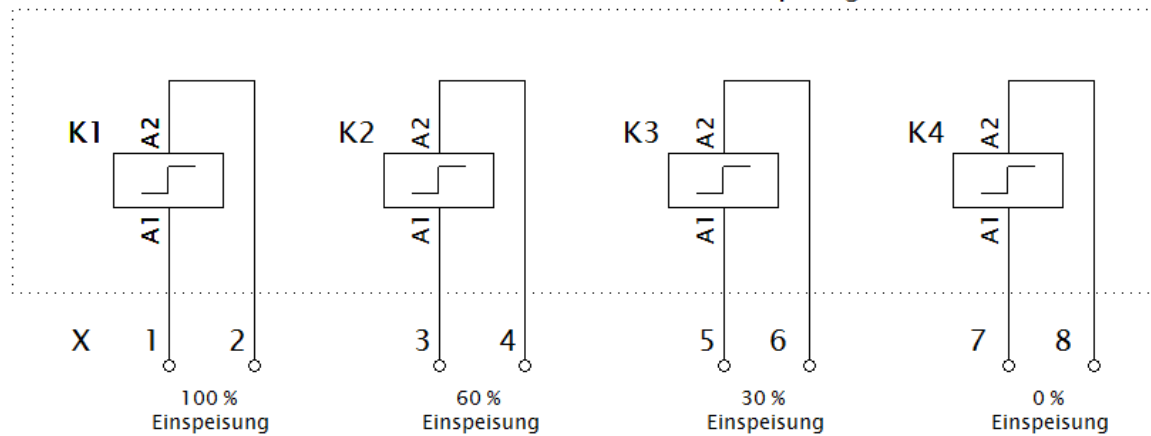 K1 A2 K2 A2 K3 A2 K4 A2
A1 A1 A1 A1
X 1 2 3 4 5 6 7 8
100 % 60 % 30 % 0 %
Einspeisung Einspeisung Einspeisung Einspeisung